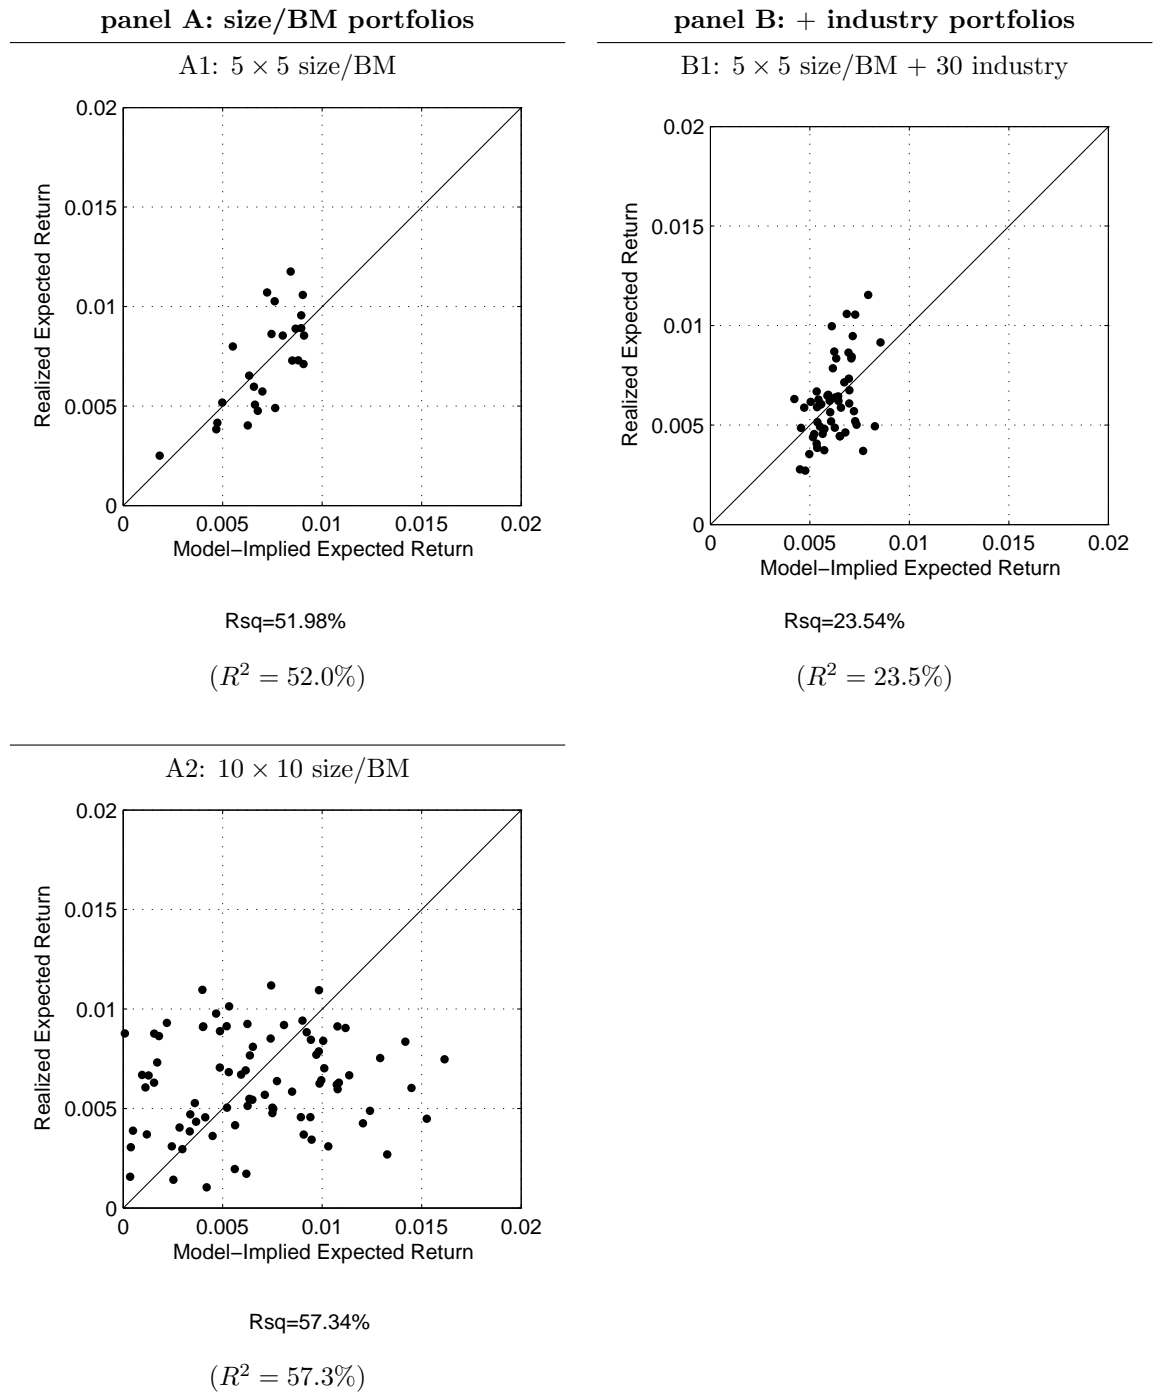 panel A: size/BM portfolios
A1: 5 × 5 size/BM
0.02
0.015
0.01
0.005
0
0 0.005 0.01 0.015 0.02
Realized Expected Return
Model−Implied Expected Return
Rsq=51.98%
(R² = 52.0%)
panel B: + industry portfolios
B1: 5 × 5 size/BM + 30 industry
0.02
0.015
0.01
0.005
0
0 0.005 0.01 0.015 0.02
Realized Expected Return
Model−Implied Expected Return
Rsq=23.54%
(R² = 23.5%)
A2: 10 × 10 size/BM
0.02
0.015
0.01
0.005
0
0 0.005 0.01 0.015 0.02
Realized Expected Return
Model−Implied Expected Return
Rsq=57.34%
(R² = 57.3%)